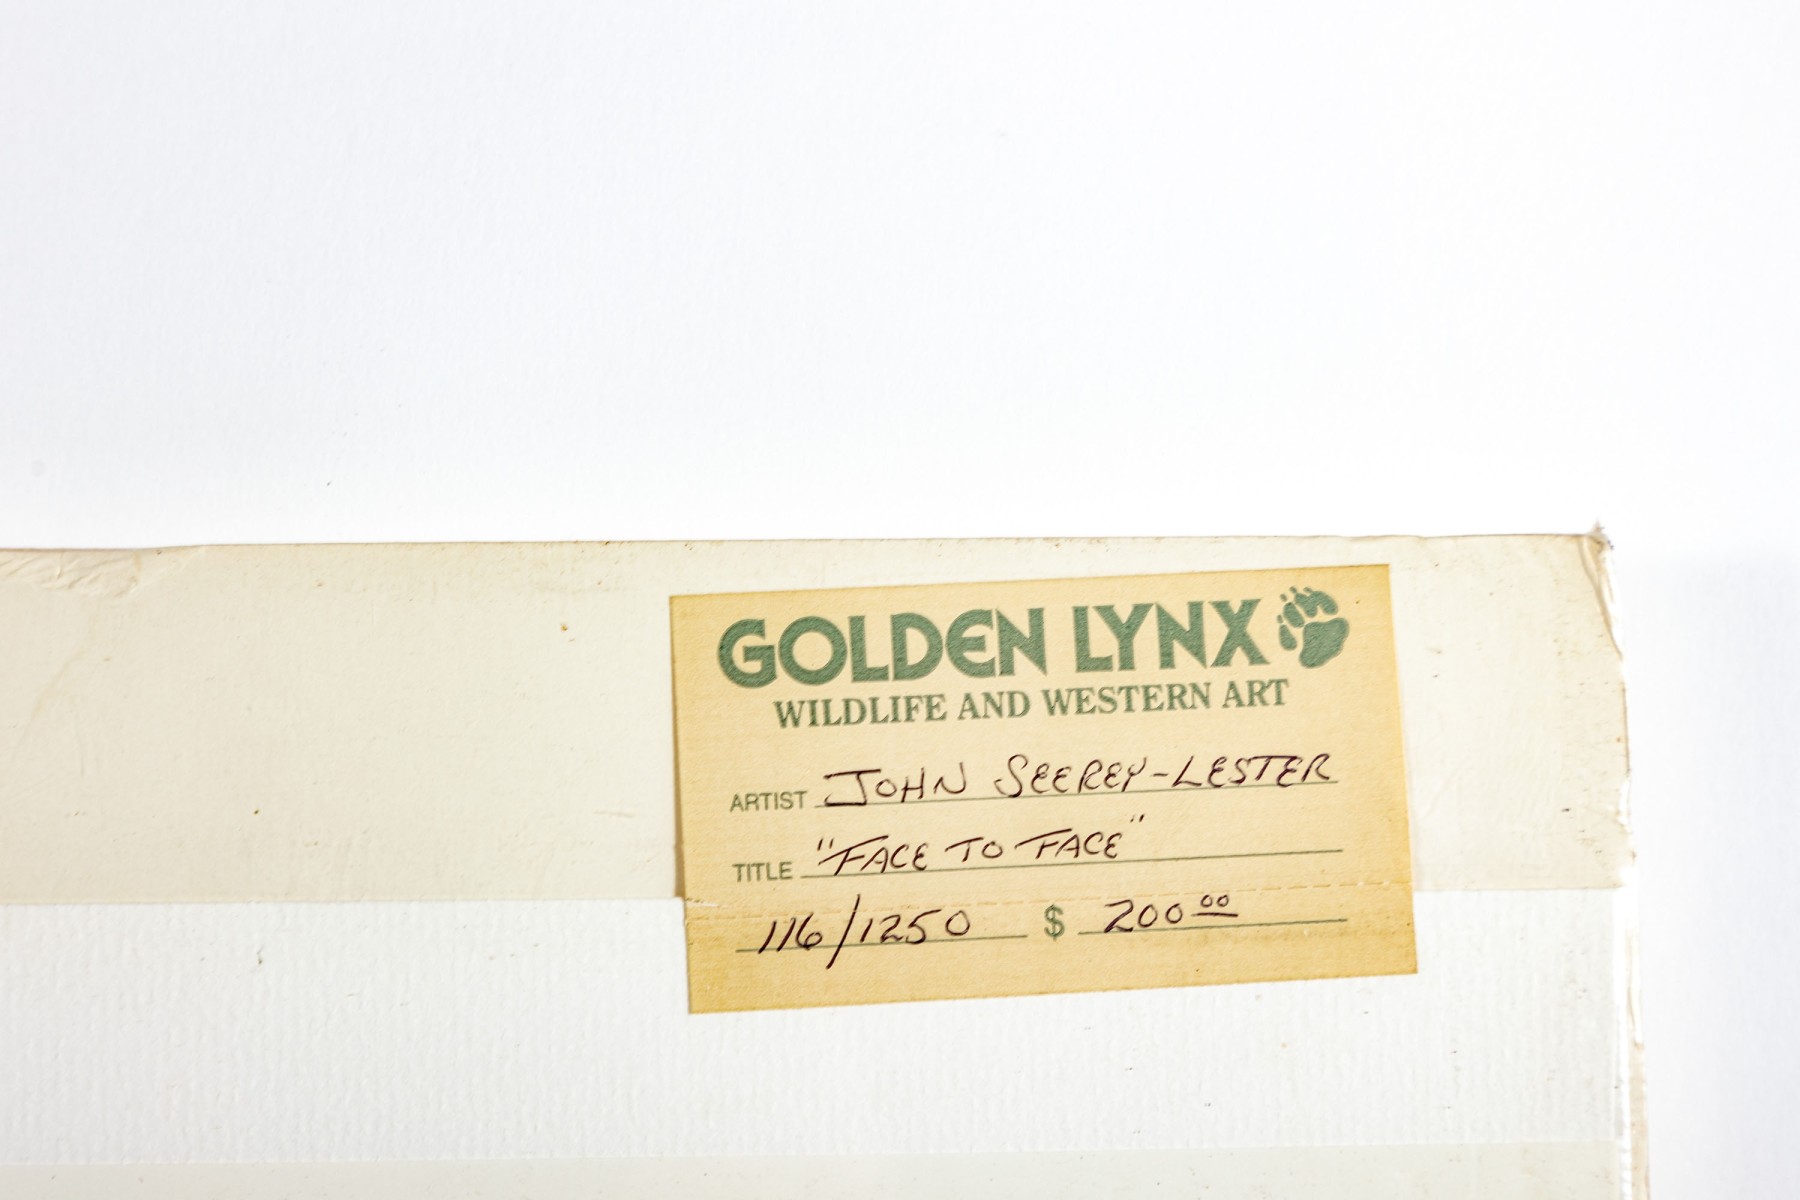 GOLDEN LYNX
WILDLIFE AND WESTERN ART
ARTIST JOHN SEEREY-LESTER
TITLE "FACE TO FACE"
116/1250 $ 200.00